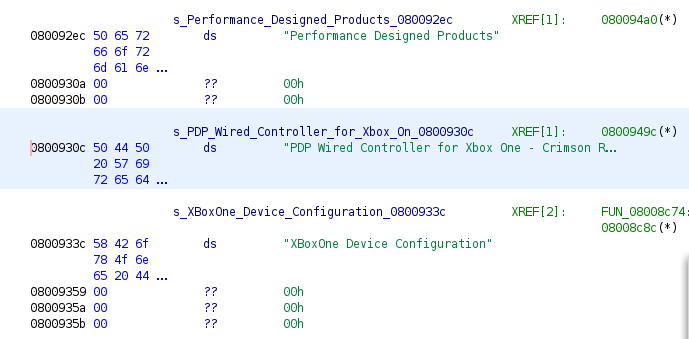 s_Performance_Designed_Products_080092ec XREF[1]: 080094a0(*)
080092ec 50 65 72 ds "Performance Designed Products"
66 6f 72
6d 61 6e ...
0800930a 00 ?? 00h
0800930b 00 ?? 00h
s_PDP_Wired_Controller_for_Xbox_On_0800930c XREF[1]: 0800949c(*)
0800930c 50 44 50 ds "PDP Wired Controller for Xbox One - Crimson R...
20 57 69
72 65 64 ...
s_XBoxOne_Device_Configuration_0800933c XREF[2]: FUN_08008c74:
08008c8c(*)
0800933c 58 42 6f ds "XBoxOne Device Configuration"
78 4f 6e
65 20 44 ...
08009359 00 ?? 00h
0800935a 00 ?? 00h
0800935b 00 ?? 00h